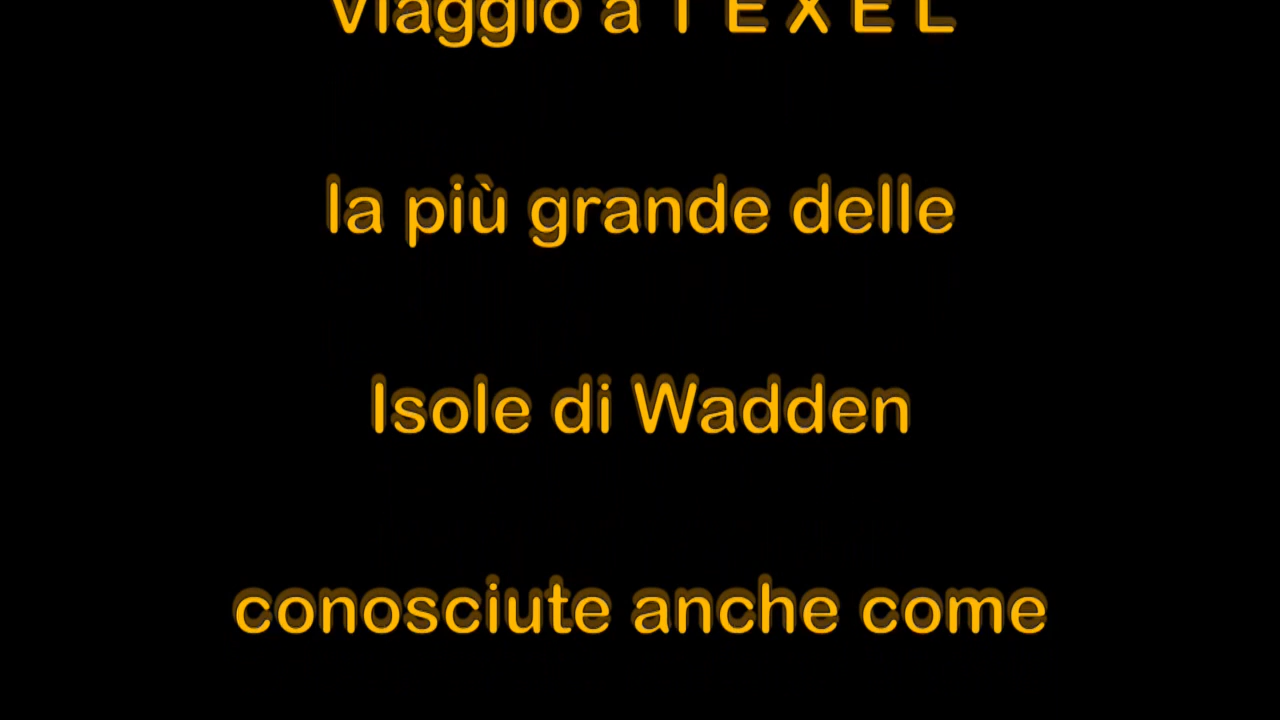 Viaggio a T E X E L
la più grande delle
Isole di Wadden
conosciute anche come